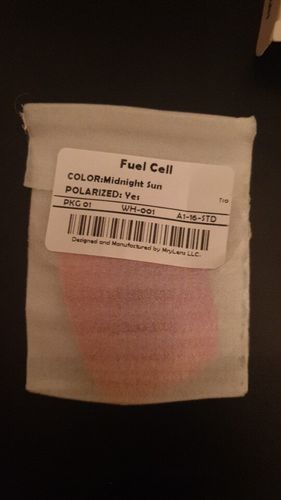 Fuel Cell
COLOR:Midnight Sun
POLARIZED: Yes
PKG 01 WH-001 A1-16-STD
Designed and Manufactured by MryLens LLC.